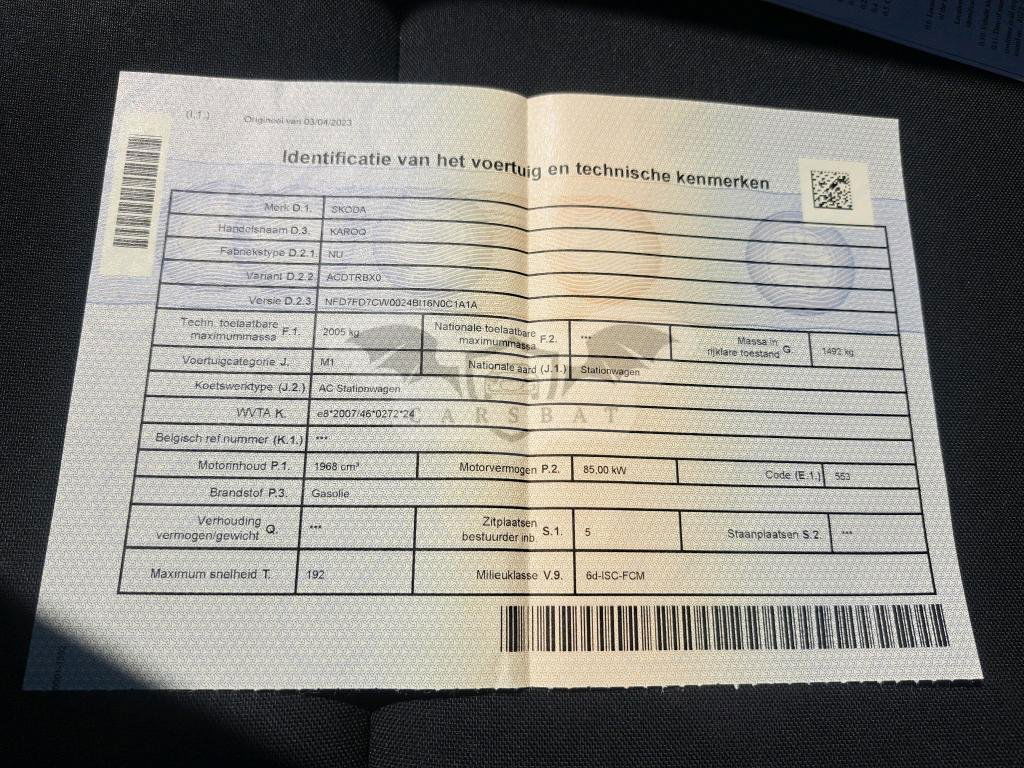 (I.1.) Origineel van 03/04/2023
Identificatie van het voertuig en technische kenmerken
Merk D.1. SKODA
Handelsnaam D.3. KAROQ
Fabriekstype D.2.1 NU
Variant D.2.2 ACDTRBX0
Versie D.2.3 NFD7FD7CW0024BI16N0C1A1A
Techn. toelaatbare maximummassa F.1. 2005 kg Nationale toelaatbare maximummassa F.2. *** Massa in rijklare toestand G. 1492 kg
Voertuigcategorie J. M1 Nationale aard (J.1.) Stationwagen
Koetswerktype (J.2.) AC Stationwagen
WVTA K. e8*2007/46*0272*24
CARSBAT
Belgisch ref.nummer (K.1.) ***
Motorinhoud P.1. 1968 cm³ Motorvermogen P.2. 85,00 kW Code (E.1.) 553
Brandstof P.3. Gasolie
Verhouding vermogen/gewicht Q. *** Zitplaatsen bestuurder inb. S.1. 5 Staanplaatsen S.2. ***
Maximum snelheid T. 192 Milieuklasse V.9. 6d-ISC-FCM